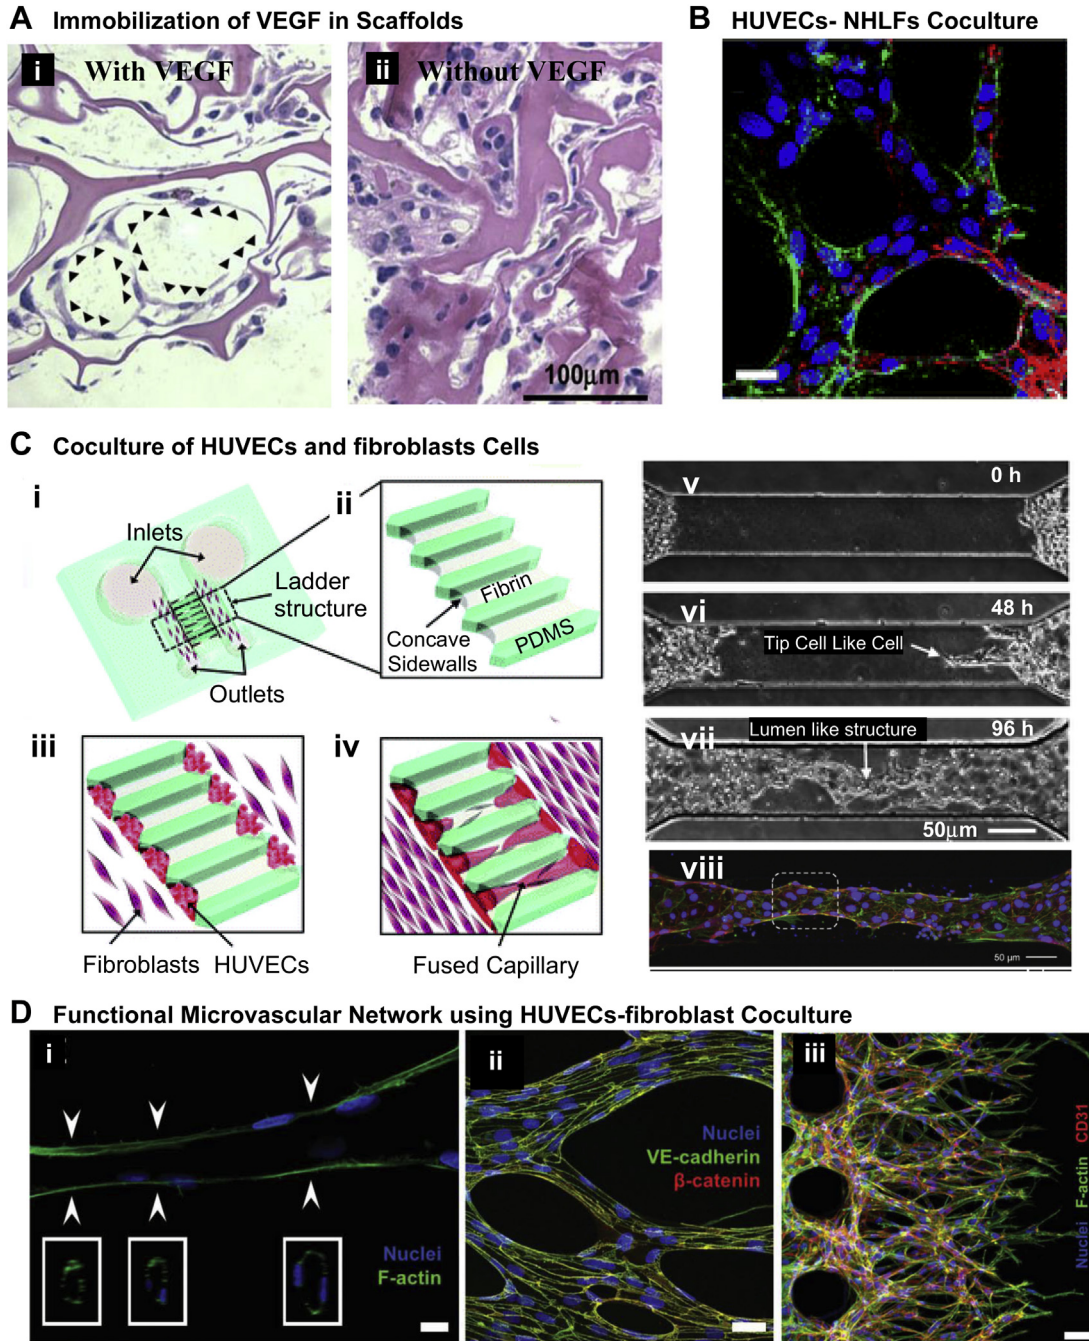 A Immobilization of VEGF in Scaffolds
i With VEGF
ii Without VEGF
100μm
B HUVECs- NHLFs Coculture
C Coculture of HUVECs and fibroblasts Cells
i
Inlets
Ladder
structure
Outlets
ii
Fibrin
PDMS
Concave
Sidewalls
iii
Fibroblasts HUVECs
iv
Fused Capillary
v 0 h
vi 48 h
Tip Cell Like Cell
vii 96 h
Lumen like structure
50μm
viii
50 μm
D Functional Microvascular Network using HUVECs-fibroblast Coculture
i
Nuclei
F-actin
ii
Nuclei
VE-cadherin
β-catenin
iii
Nuclei F-actin CD31